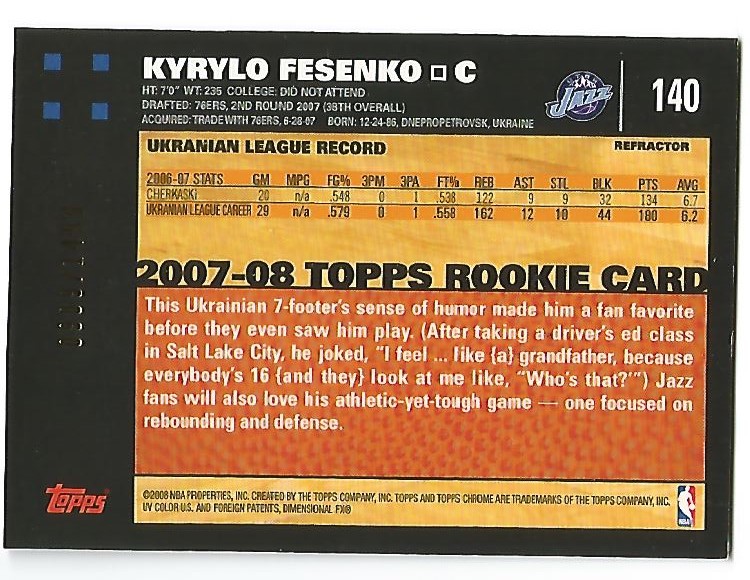 KYRYLO FESENKO ◻ C
HT: 7'0" WT: 235 COLLEGE: DID NOT ATTEND
DRAFTED: 76ERS, 2ND ROUND 2007 (38TH OVERALL)
ACQUIRED: TRADE WITH 76ERS, 6-28-07 BORN: 12-24-86, DNEPROPETROVSK, UKRAINE
JAZZ
140
UKRANIAN LEAGUE RECORD
REFRACTOR
2006-07 STATS GM MPG FG% 3PM 3PA FT% REB AST STL BLK PTS AVG
CHERKASKI 20 n/a .548 0 1 .538 122 9 9 32 134 6.7
UKRANIAN LEAGUE CAREER 29 n/a .579 0 1 .558 162 12 10 44 180 6.2
2007-08 TOPPS ROOKIE CARD
This Ukrainian 7-footer's sense of humor made him a fan favorite
before they even saw him play. (After taking a driver's ed class
in Salt Lake City, he joked, "I feel ... like {a} grandfather, because
everybody's 16 {and they} look at me like, "Who's that?'") Jazz
fans will also love his athletic-yet-tough game — one focused on
rebounding and defense.
topps
©2008 NBA PROPERTIES, INC. CREATED BY THE TOPPS COMPANY, INC. TOPPS AND TOPPS CHROME ARE TRADEMARKS OF THE TOPPS COMPANY, INC.
UV COLOR U.S. AND FOREIGN PATENTS, DIMENSIONAL FX®
NBA